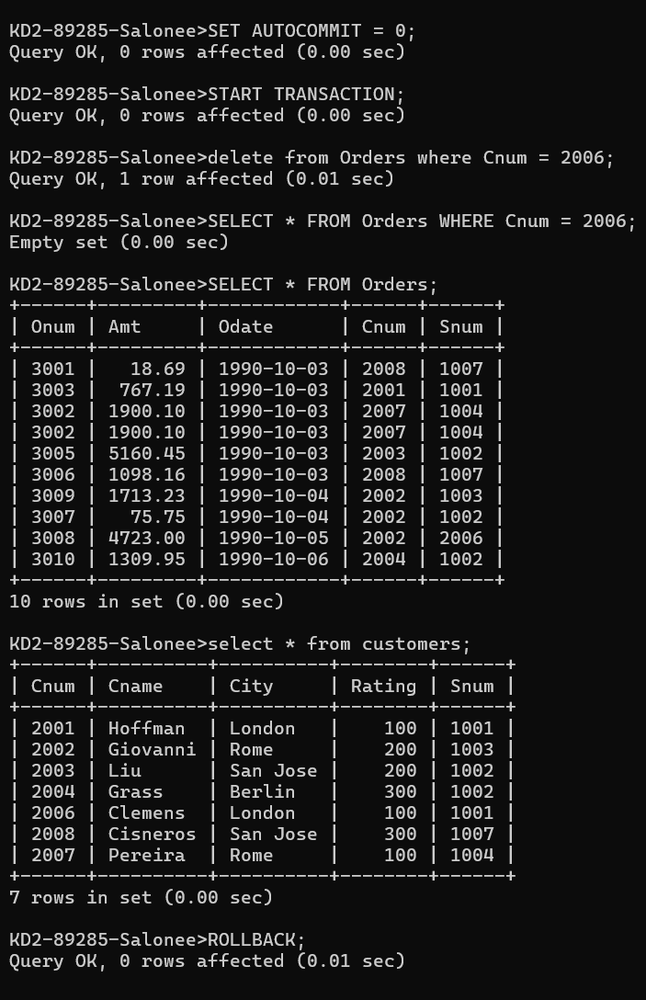 KD2-89285-Salonee>SET AUTOCOMMIT = 0;
Query OK, 0 rows affected (0.00 sec)

KD2-89285-Salonee>START TRANSACTION;
Query OK, 0 rows affected (0.00 sec)

KD2-89285-Salonee>delete from Orders where Cnum = 2006;
Query OK, 1 row affected (0.01 sec)

KD2-89285-Salonee>SELECT * FROM Orders WHERE Cnum = 2006;
Empty set (0.00 sec)

KD2-89285-Salonee>SELECT * FROM Orders;
+------+---------+------------+------+------+
| Onum | Amt     | Odate      | Cnum | Snum |
+------+---------+------------+------+------+
| 3001 |   18.69 | 1990-10-03 | 2008 | 1007 |
| 3003 |  767.19 | 1990-10-03 | 2001 | 1001 |
| 3002 | 1900.10 | 1990-10-03 | 2007 | 1004 |
| 3002 | 1900.10 | 1990-10-03 | 2007 | 1004 |
| 3005 | 5160.45 | 1990-10-03 | 2003 | 1002 |
| 3006 | 1098.16 | 1990-10-03 | 2008 | 1007 |
| 3009 | 1713.23 | 1990-10-04 | 2002 | 1003 |
| 3007 |   75.75 | 1990-10-04 | 2002 | 1002 |
| 3008 | 4723.00 | 1990-10-05 | 2002 | 2006 |
| 3010 | 1309.95 | 1990-10-06 | 2004 | 1002 |
+------+---------+------------+------+------+
10 rows in set (0.00 sec)

KD2-89285-Salonee>select * from customers;
+------+----------+----------+--------+------+
| Cnum | Cname    | City     | Rating | Snum |
+------+----------+----------+--------+------+
| 2001 | Hoffman  | London   |    100 | 1001 |
| 2002 | Giovanni | Rome     |    200 | 1003 |
| 2003 | Liu      | San Jose |    200 | 1002 |
| 2004 | Grass    | Berlin   |    300 | 1002 |
| 2006 | Clemens  | London   |    100 | 1001 |
| 2008 | Cisneros | San Jose |    300 | 1007 |
| 2007 | Pereira  | Rome     |    100 | 1004 |
+------+----------+----------+--------+------+
7 rows in set (0.00 sec)

KD2-89285-Salonee>ROLLBACK;
Query OK, 0 rows affected (0.01 sec)